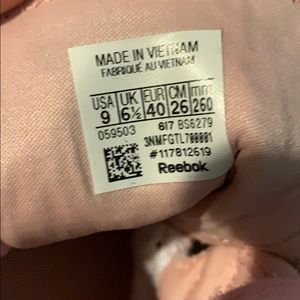 MADE IN VIETNAM
FABRIQUÉ AU VIETNAM
USA UK EUR CM mm
9 6½ 40 26 260
059503 617 BS6279
3NMFGTL700001
#117812619
Reebok